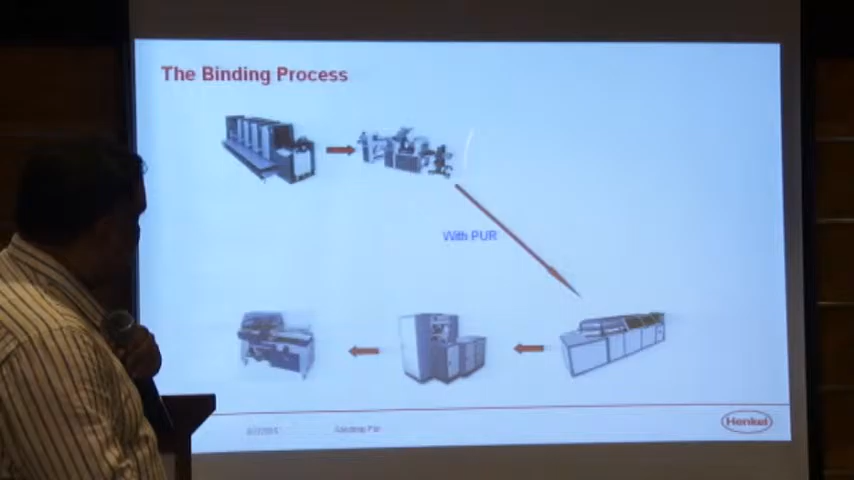 The Binding Process
With PUR
Henkel